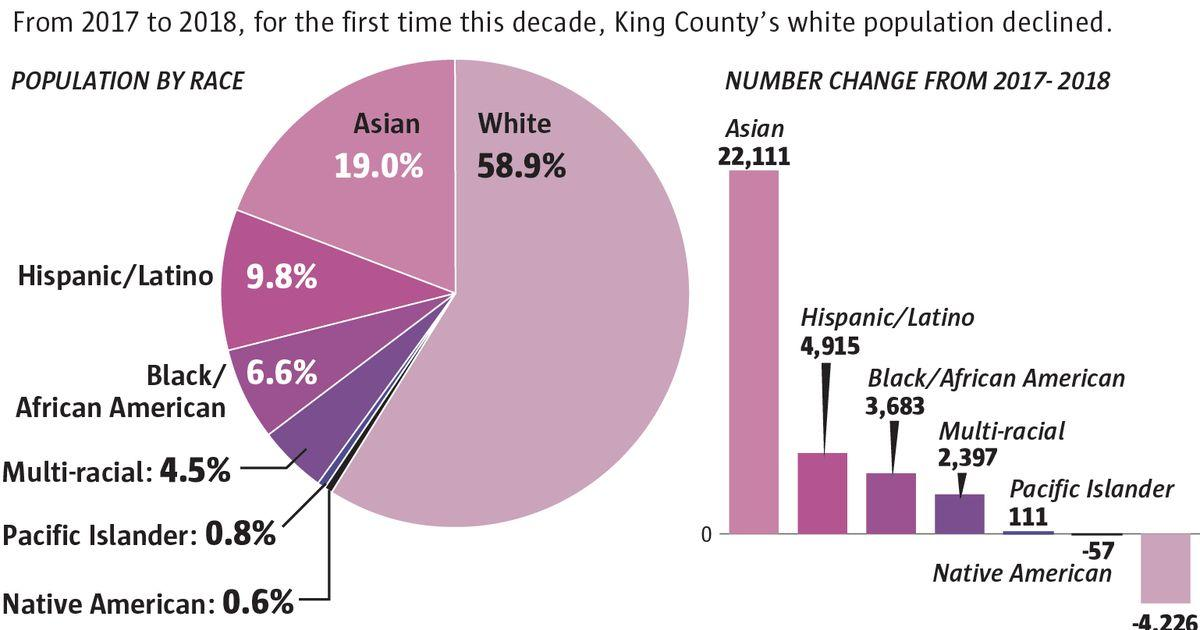 From 2017 to 2018, for the first time this decade, King County’s white population declined.
POPULATION BY RACE
Asian
19.0%
White
58.9%
Hispanic/Latino
9.8%
Black/
African American
6.6%
Multi-racial: 4.5%
Pacific Islander: 0.8%
Native American: 0.6%
NUMBER CHANGE FROM 2017- 2018
Asian
22,111
Hispanic/Latino
4,915
Black/African American
3,683
Multi-racial
2,397
Pacific Islander
111
0
-57
Native American
-4,226